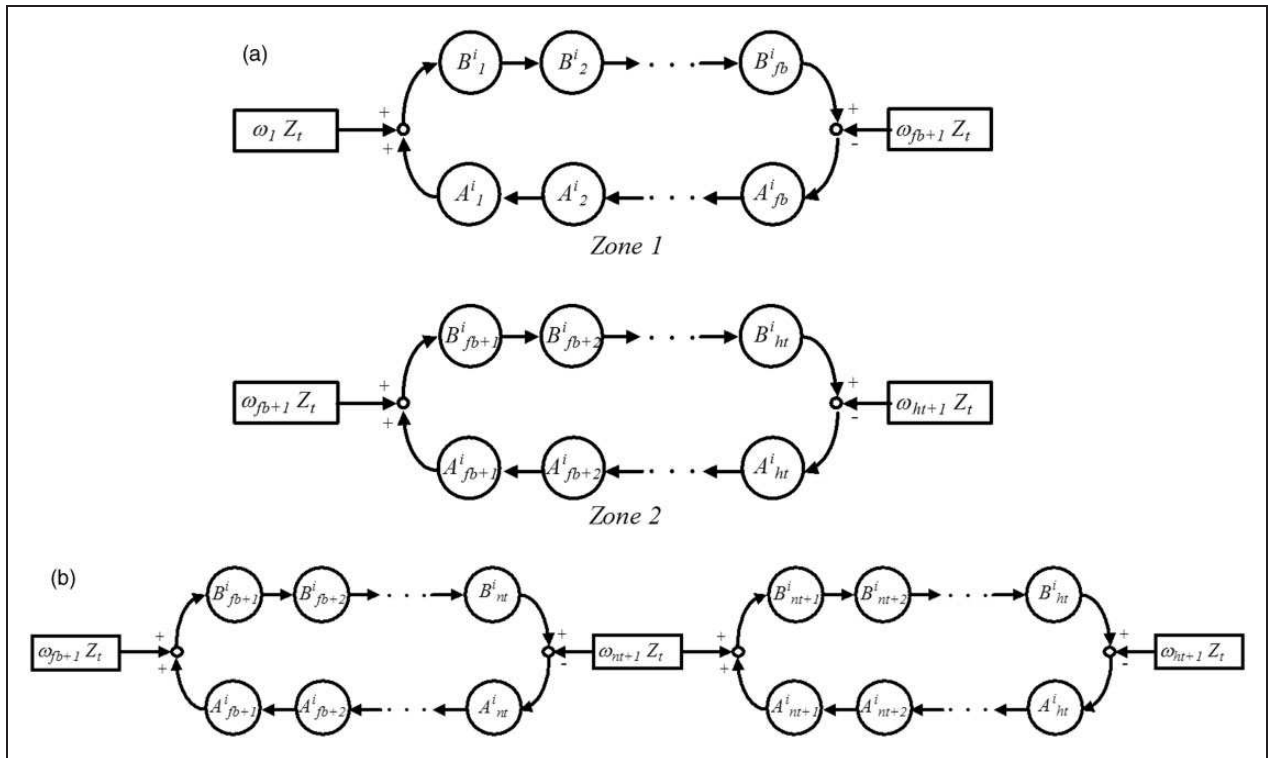 (a)
B^i_1 B^i_2 . . . B^i_fb
+ +
ω_1 Z_t ω_fb+1 Z_t
+ -
A^i_1 A^i_2 . . . A^i_fb
Zone 1
B^i_fb+1 B^i_fb+2 . . . B^i_ht
+ +
ω_fb+1 Z_t ω_ht+1 Z_t
+ -
A^i_fb+1 A^i_fb+2 . . . A^i_ht
Zone 2
(b)
B^i_fb+1 B^i_fb+2 . . . B^i_nt B^i_nt+1 B^i_nt+2 . . . B^i_ht
+ + + +
ω_fb+1 Z_t ω_nt+1 Z_t ω_ht+1 Z_t
+ - + -
A^i_fb+1 A^i_fb+2 . . . A^i_nt A^i_nt+1 A^i_nt+2 . . . A^i_ht